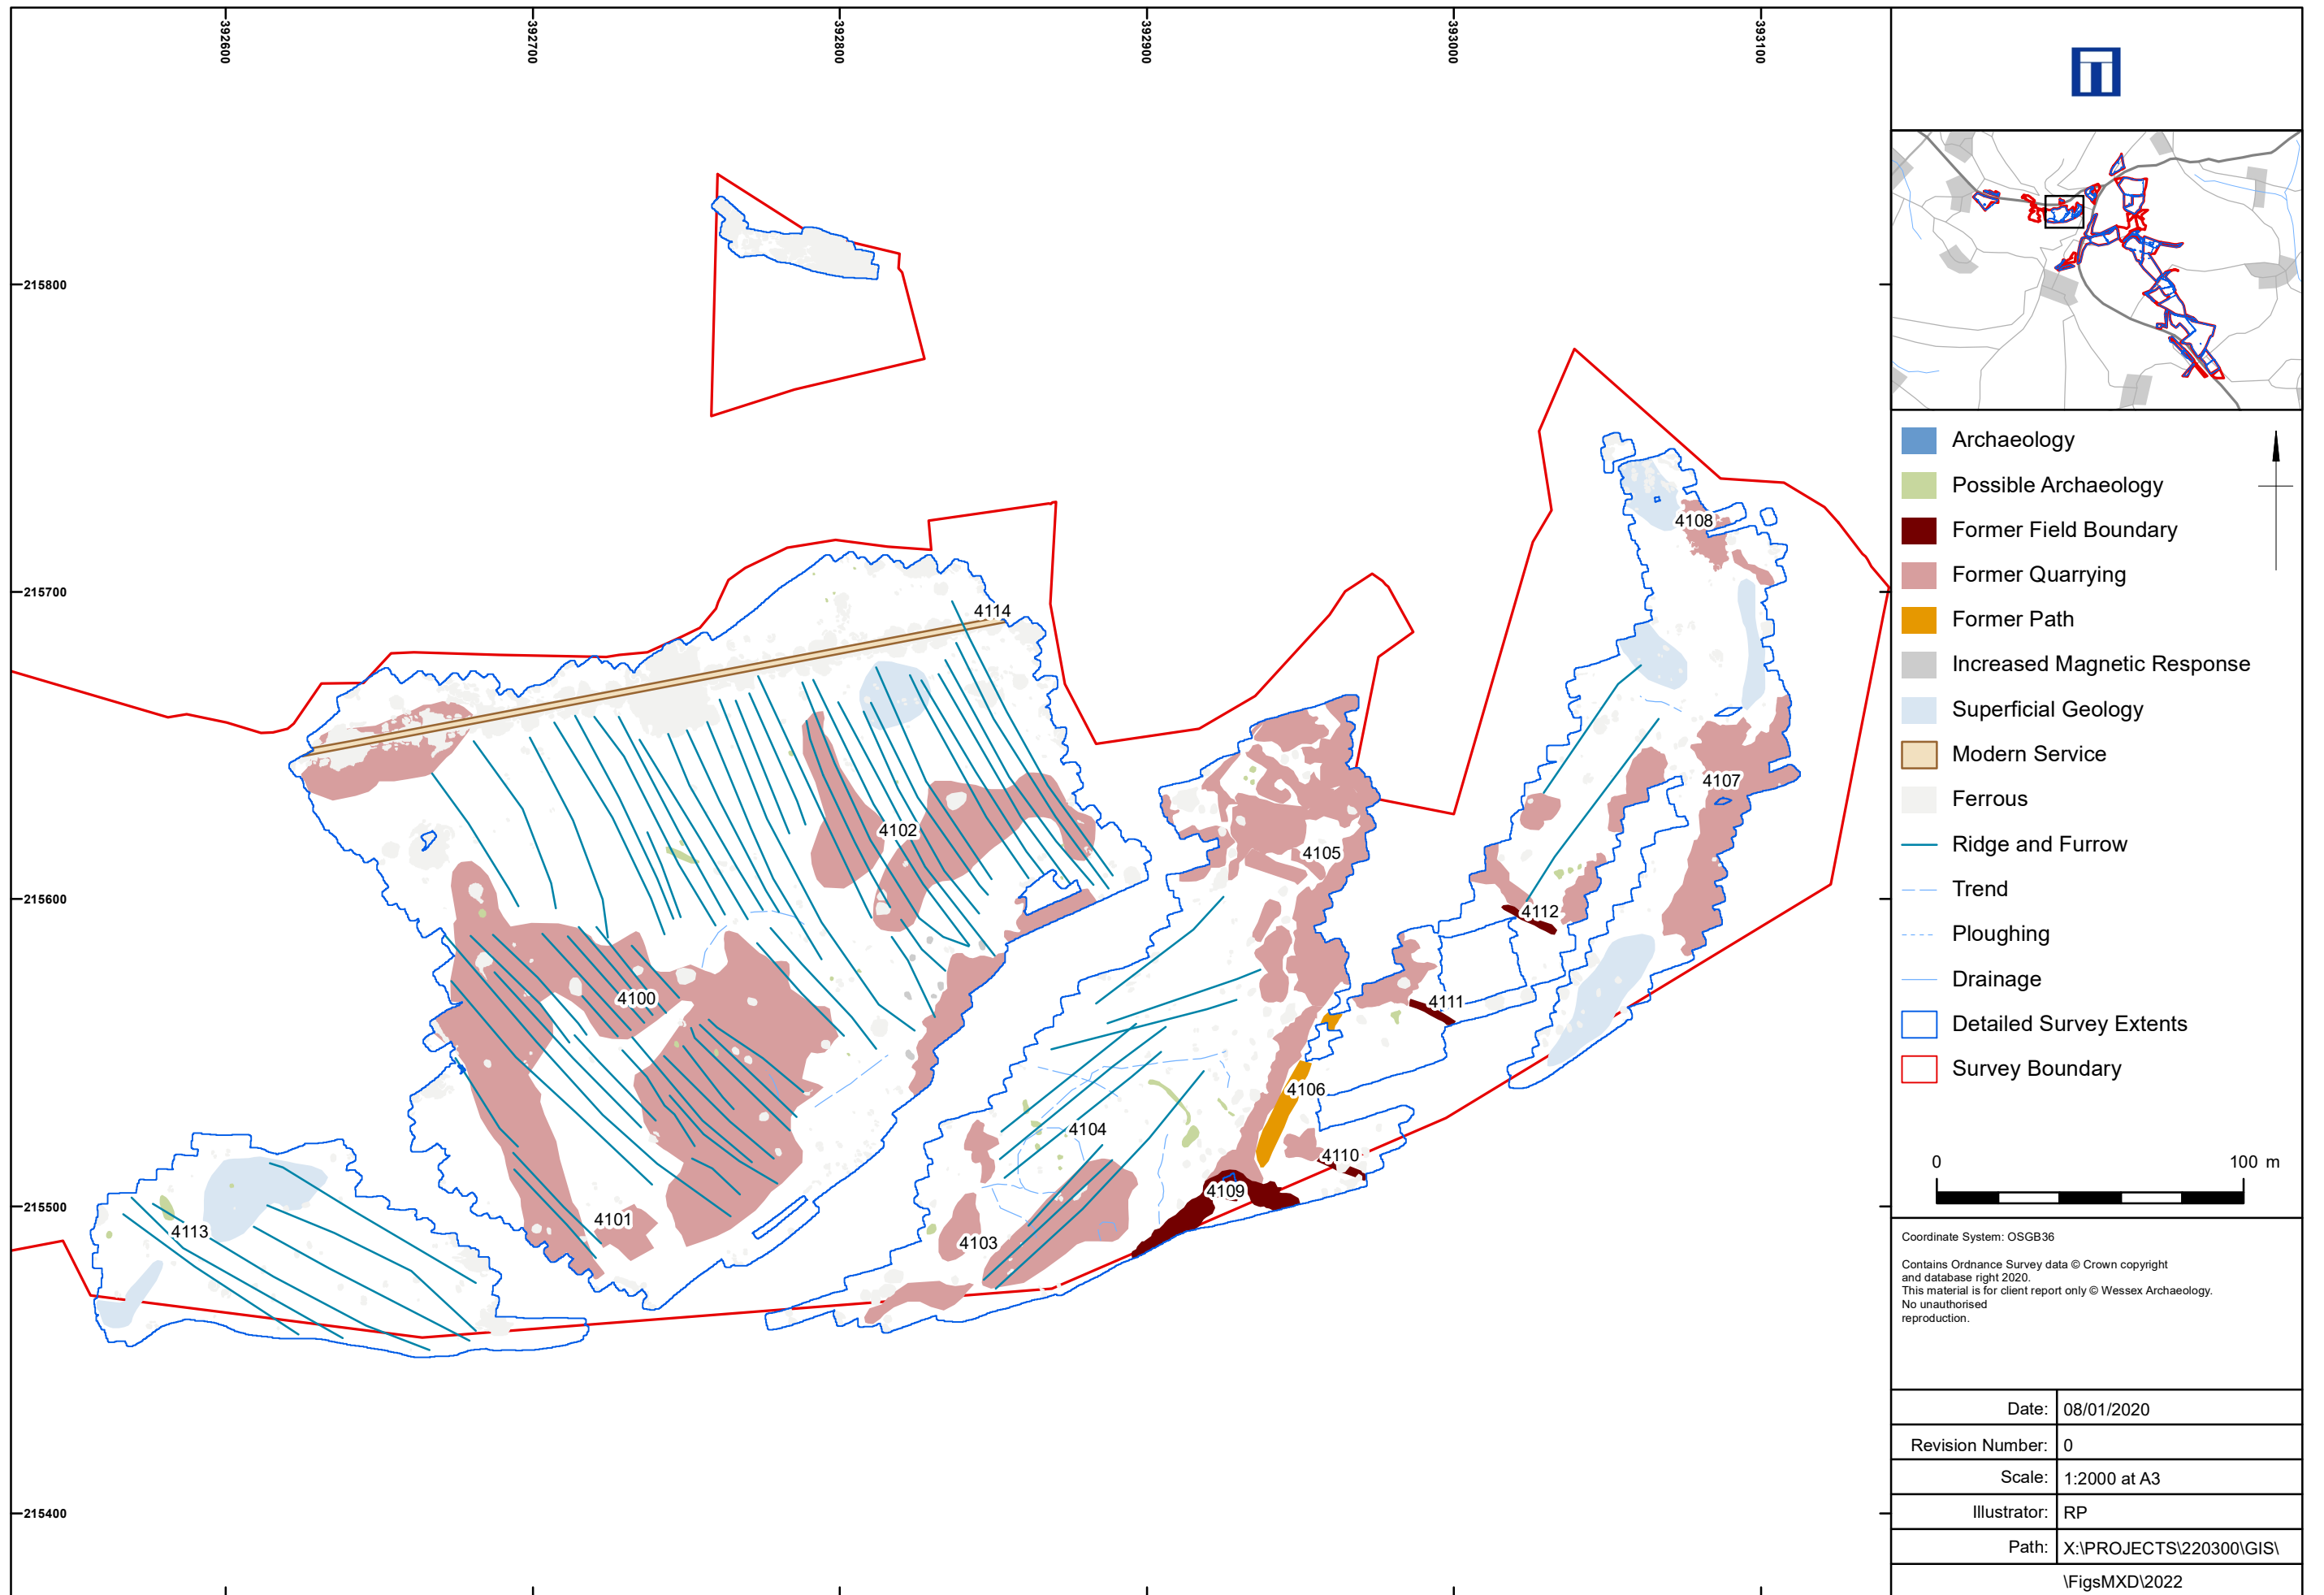 392600
392700
392800
392900
393000
393100
215800
215700
215600
215500
215400
4114
4108
4107
4102
4105
4112
4100
4111
4106
4104
4110
4109
4101
4113
4103
Archaeology
Possible Archaeology
Former Field Boundary
Former Quarrying
Former Path
Increased Magnetic Response
Superficial Geology
Modern Service
Ferrous
Ridge and Furrow
Trend
Ploughing
Drainage
Detailed Survey Extents
Survey Boundary
0 100 m
Coordinate System: OSGB36
Contains Ordnance Survey data © Crown copyright
and database right 2020.
This material is for client report only © Wessex Archaeology.
No unauthorised
reproduction.
Date: 08/01/2020
Revision Number: 0
Scale: 1:2000 at A3
Illustrator: RP
Path: X:\PROJECTS\220300\GIS\
\FigsMXD\2022